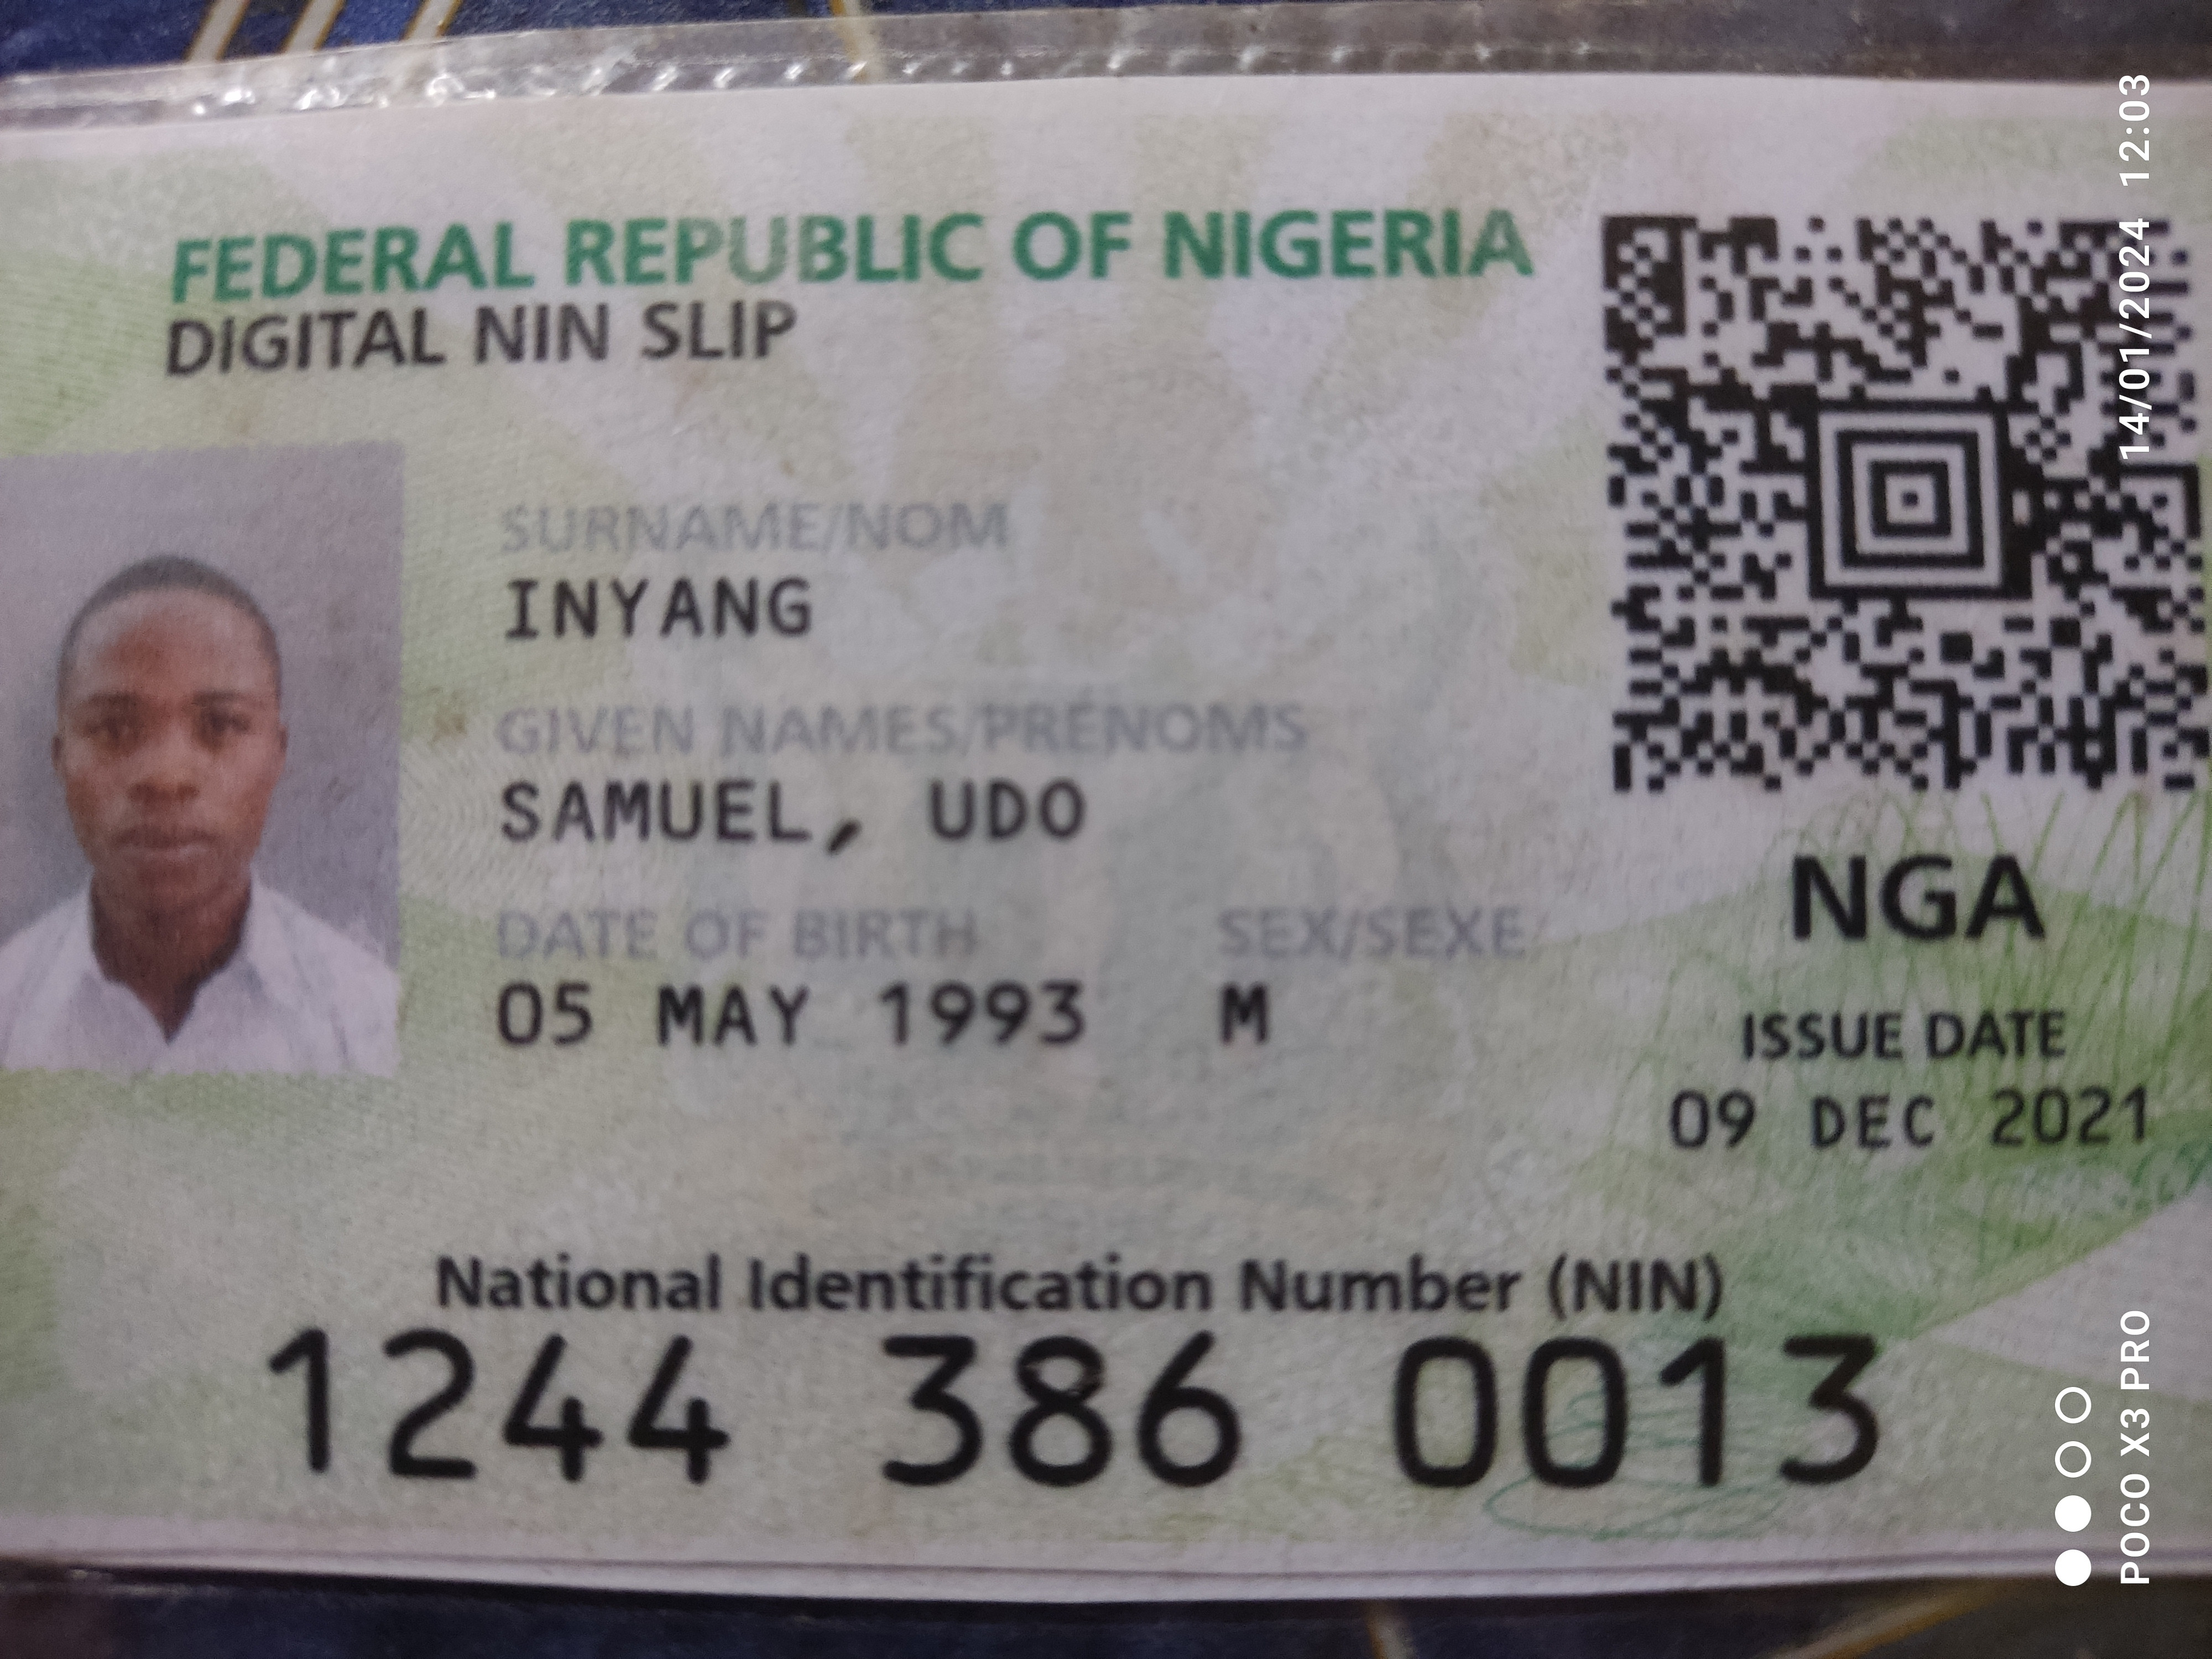 FEDERAL REPUBLIC OF NIGERIA
DIGITAL NIN SLIP
SURNAME/NOM
INYANG
GIVEN NAMES/PRÉNOMS
SAMUEL, UDO
DATE OF BIRTH SEX/SEXE
05 MAY 1993 M
NGA
ISSUE DATE
09 DEC 2021
National Identification Number (NIN)
1244 386 0013
POCO X3 PRO
14/01/2024 12:03